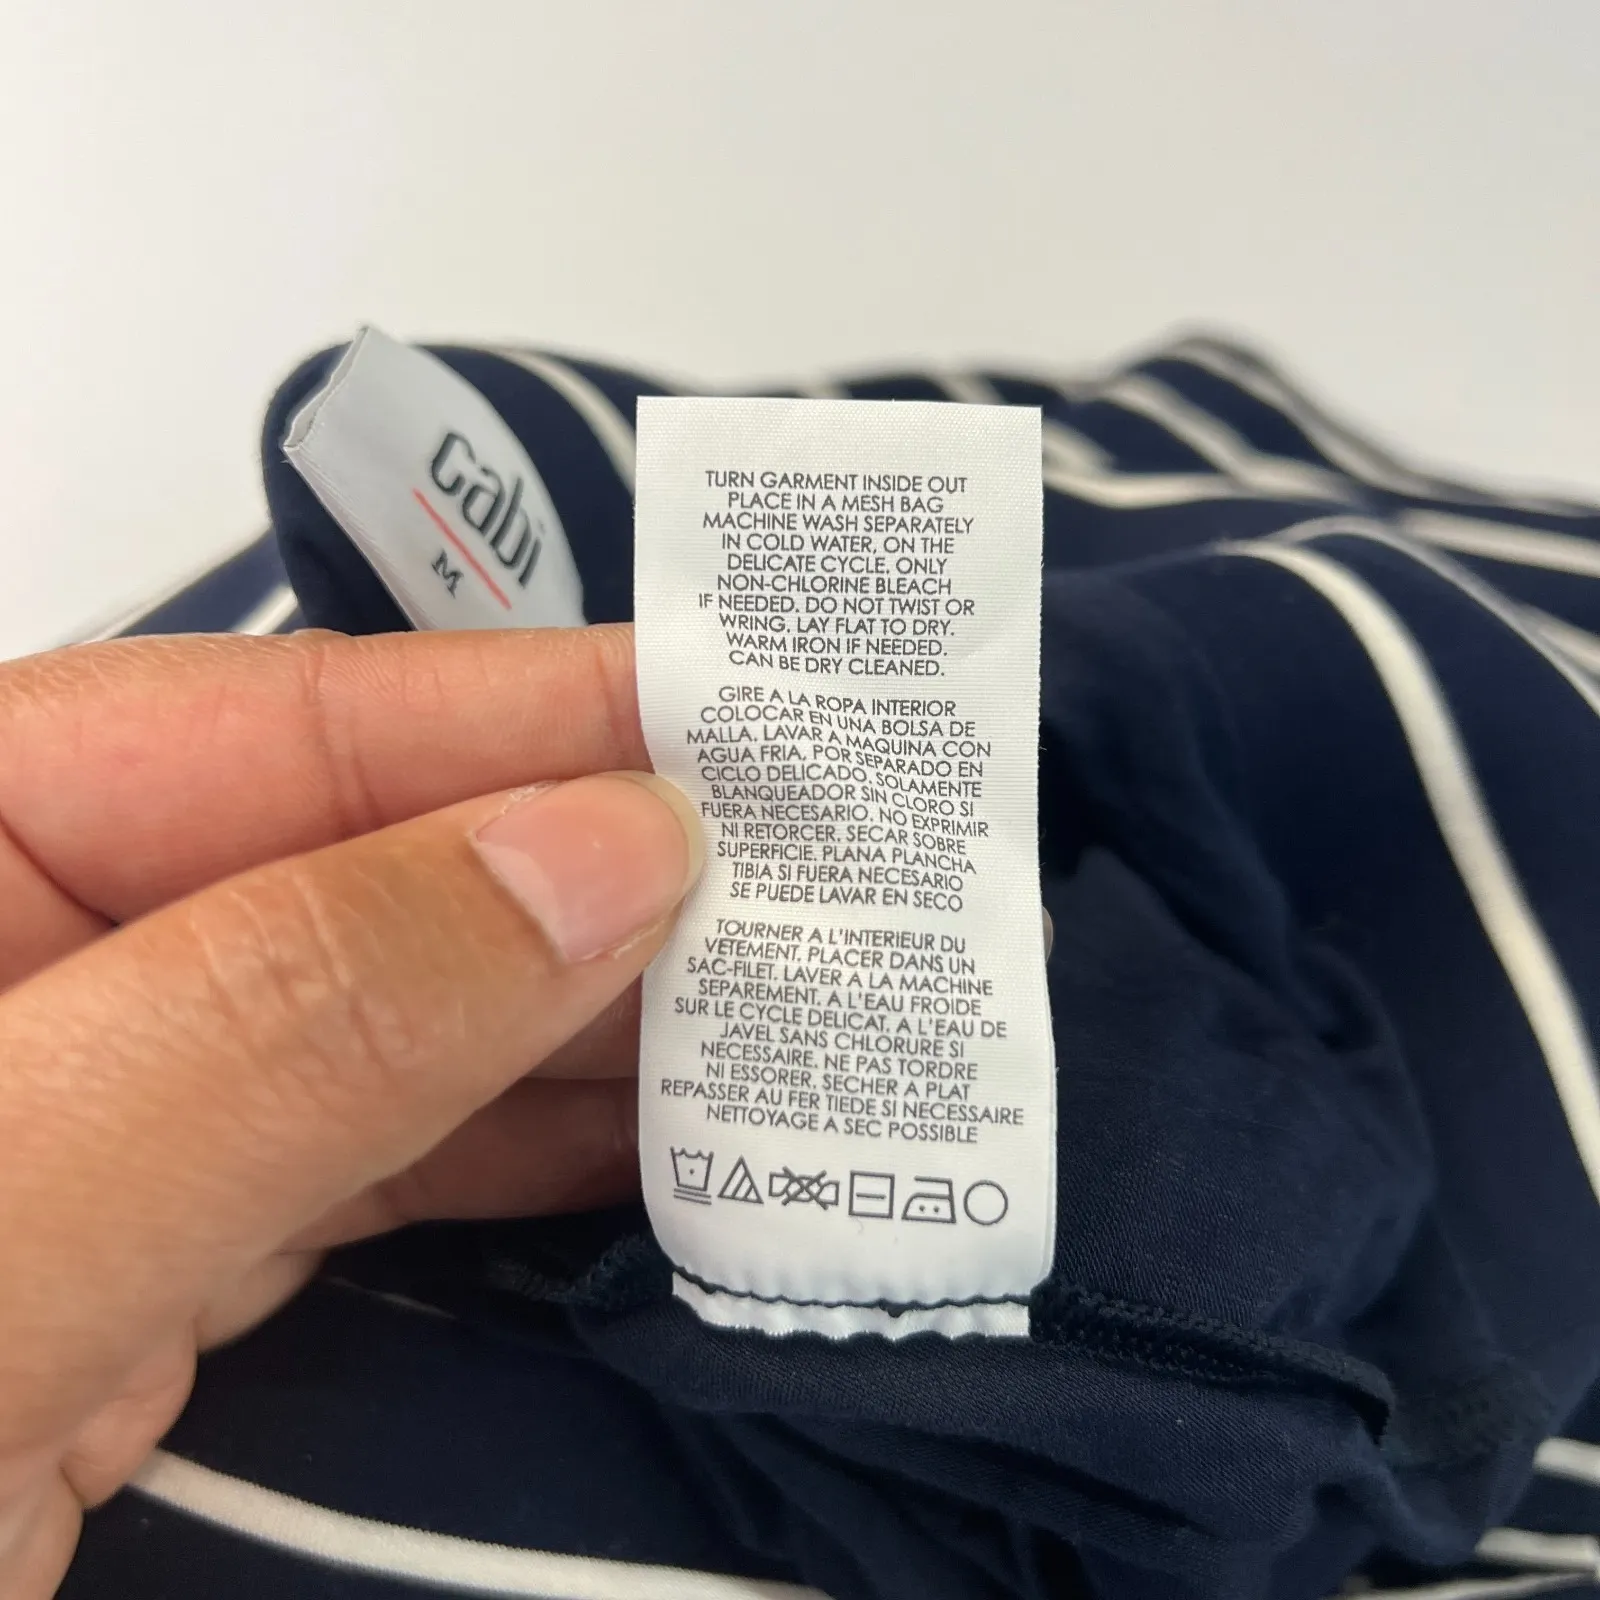 cabi
M
TURN GARMENT INSIDE OUT
PLACE IN A MESH BAG
MACHINE WASH SEPARATELY
IN COLD WATER, ON THE
DELICATE CYCLE. ONLY
NON-CHLORINE BLEACH
IF NEEDED. DO NOT TWIST OR
WRING. LAY FLAT TO DRY.
WARM IRON IF NEEDED.
CAN BE DRY CLEANED.
GIRE A LA ROPA INTERIOR
COLOCAR EN UNA BOLSA DE
MALLA. LAVAR A MAQUINA CON
AGUA FRIA. POR SEPARADO EN
CICLO DELICADO. SOLAMENTE
BLANQUEADOR SIN CLORO SI
FUERA NECESARIO. NO EXPRIMIR
NI RETORCER. SECAR SOBRE
SUPERFICIE. PLANA PLANCHA
TIBIA SI FUERA NECESARIO
SE PUEDE LAVAR EN SECO
TOURNER A L'INTERIEUR DU
VETEMENT. PLACER DANS UN
SAC-FILET. LAVER A LA MACHINE
SEPAREMENT. A L'EAU FROIDE
SUR LE CYCLE DELICAT. A L'EAU DE
JAVEL SANS CHLORURE SI
NECESSAIRE. NE PAS TORDRE
NI ESSORER. SECHER A PLAT
REPASSER AU FER TIEDE SI NECESSAIRE
NETTOYAGE A SEC POSSIBLE